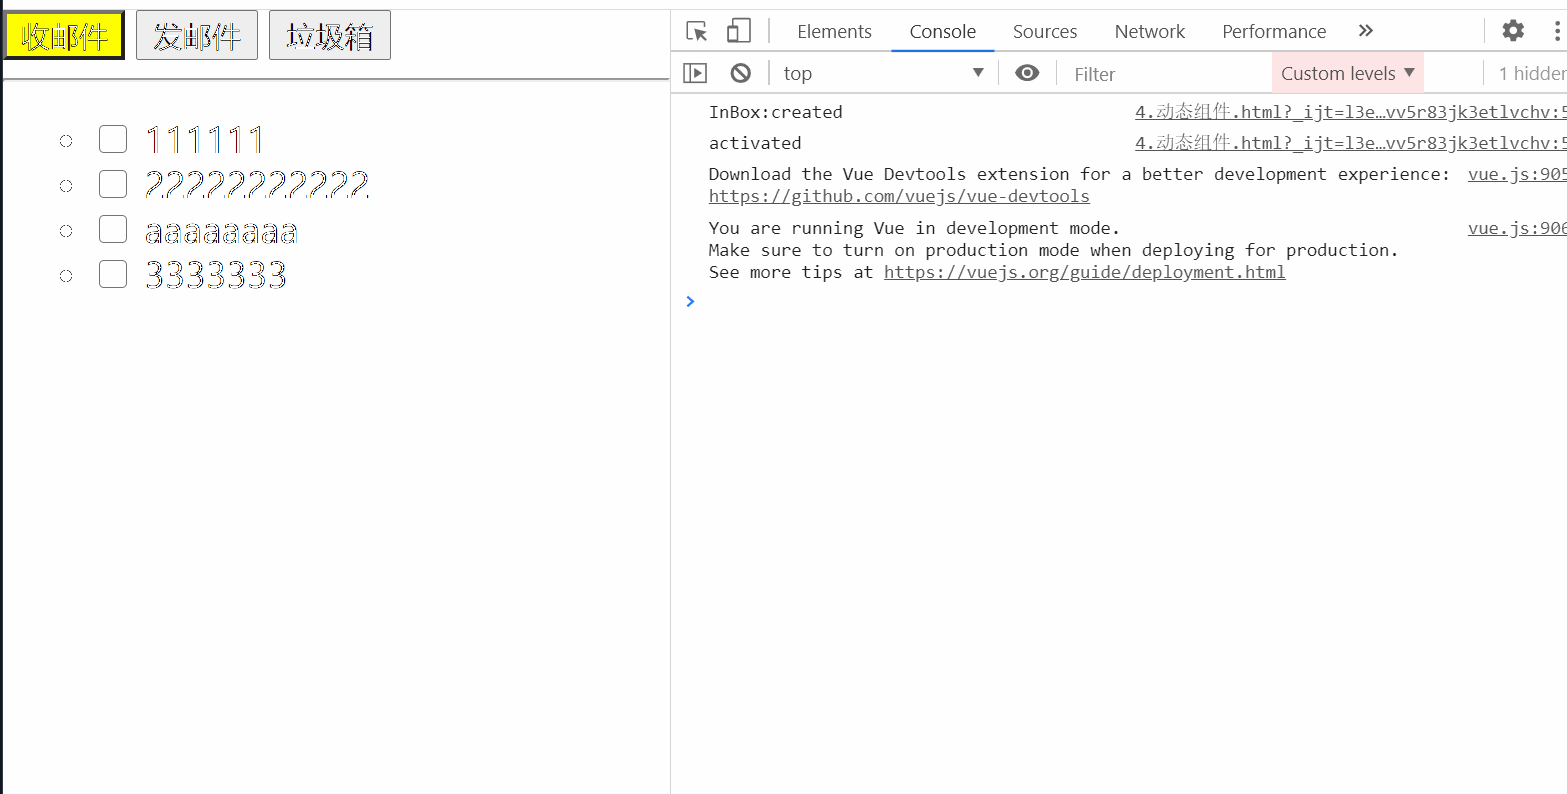 收邮件 发邮件 垃圾箱
111111
22222222222
aaaaaaaa
3333333
Elements Console Sources Network Performance »
top Filter Custom levels ▼ 1 hidden
InBox:created 4.动态组件.html?_ijt=l3e…vv5r83jk3etlvchv:5
activated 4.动态组件.html?_ijt=l3e…vv5r83jk3etlvchv:5
Download the Vue Devtools extension for a better development experience: vue.js:905
https://github.com/vuejs/vue-devtools
You are running Vue in development mode. vue.js:906
Make sure to turn on production mode when deploying for production.
See more tips at https://vuejs.org/guide/deployment.html